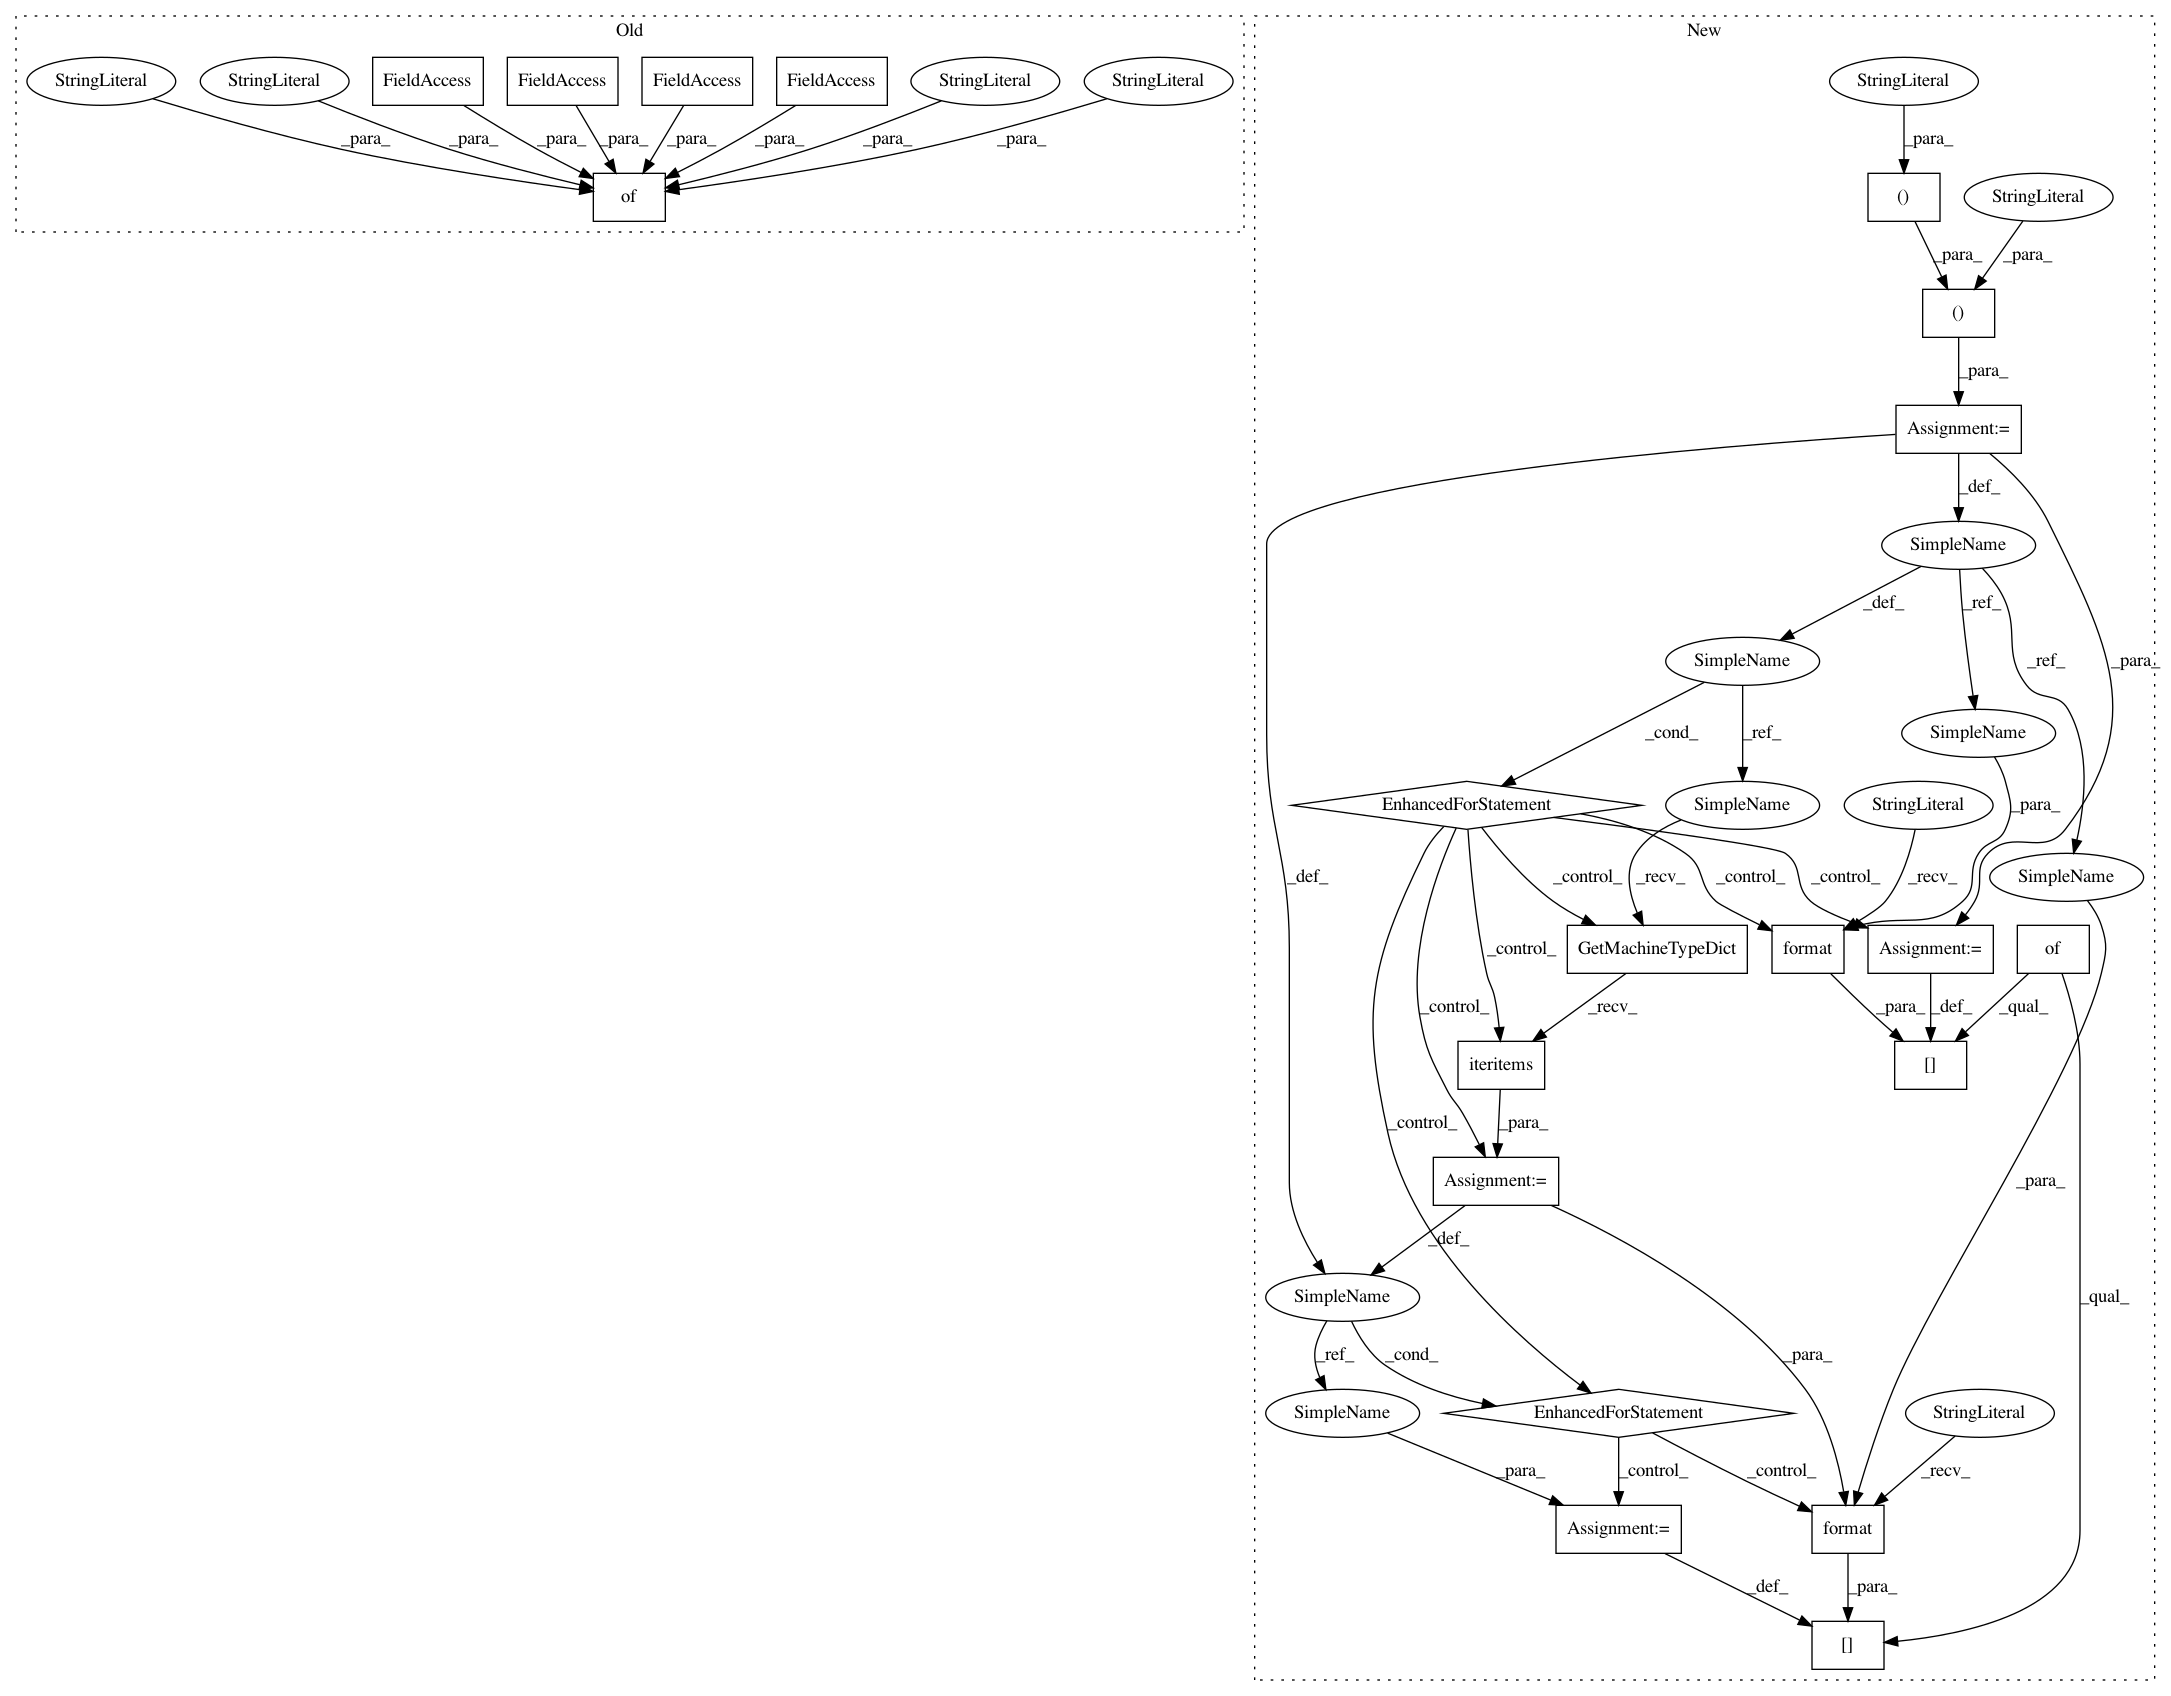 Old
New
StringLiteral StringLiteral FieldAccess FieldAccess FieldAccess FieldAccess StringLiteral StringLiteral
StringLiteral
_para_ _para_ _para_ _para_ _para_ _para_ _para_ _para_
_para_
of
()
StringLiteral
_para_ _para_
()
_para_
Assignment:=
_def_
SimpleName
_def_ _ref_
SimpleName
_ref_ _para_
_cond_ _ref_
SimpleName
EnhancedForStatement
SimpleName
StringLiteral
_para_
_def_ _control_ _recv_ _control_ _control_ _recv_
SimpleName
GetMachineTypeDict
format
Assignment:=
of
_control_
_control_ _recv_ _para_ _def_ _qual_
iteritems
[]
_control_ _para_
Assignment:=
_para_
_def_
SimpleName
_qual_
_ref_ _cond_ _para_
SimpleName
EnhancedForStatement
StringLiteral
_para_ _control_ _control_ _recv_
Assignment:=
format
_def_ _para_
[]